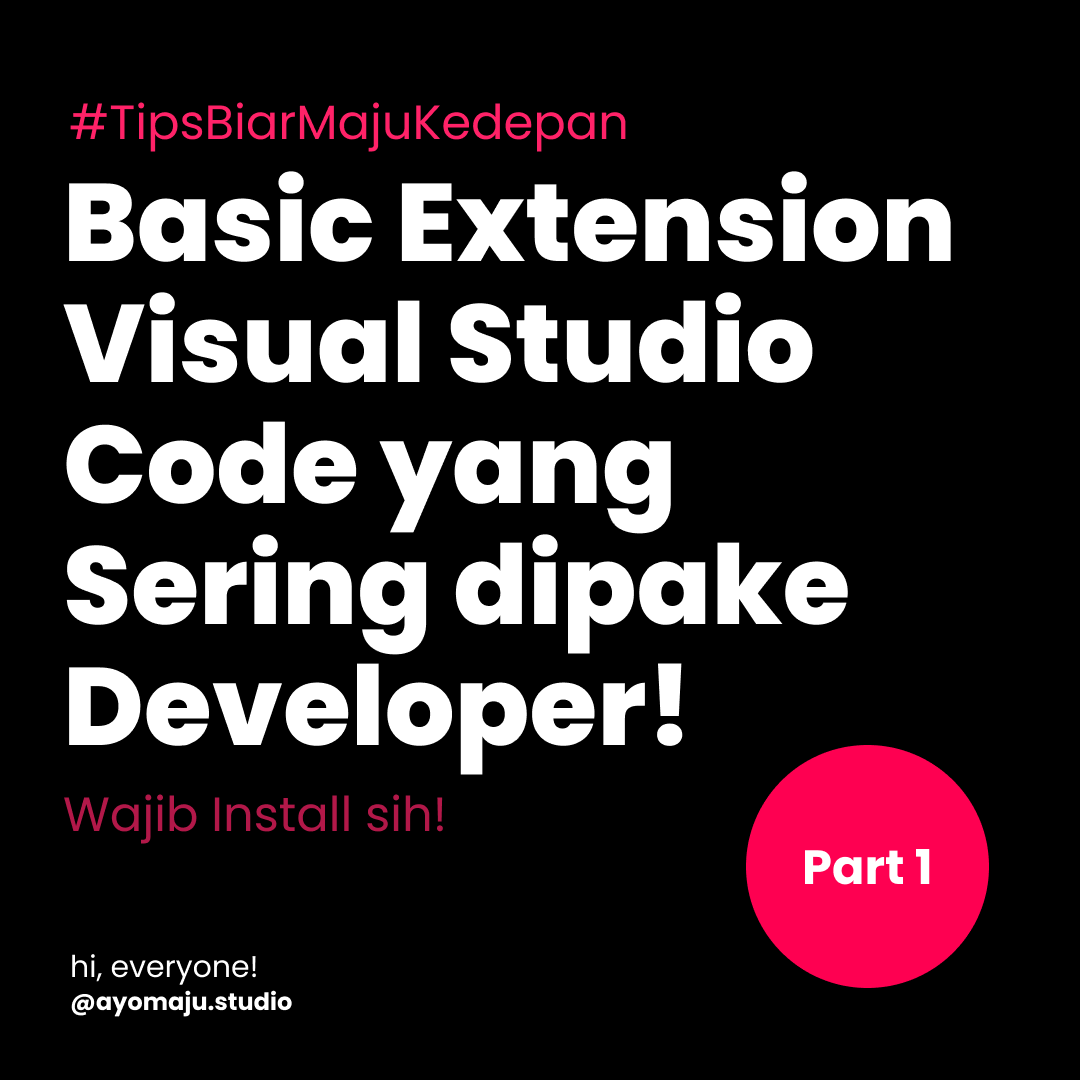 #TipsBiarMajuKedepan
Basic Extension
Visual Studio
Code yang
Sering dipake
Developer!
Wajib Install sih!
Part 1
hi, everyone!
@ayomaju.studio